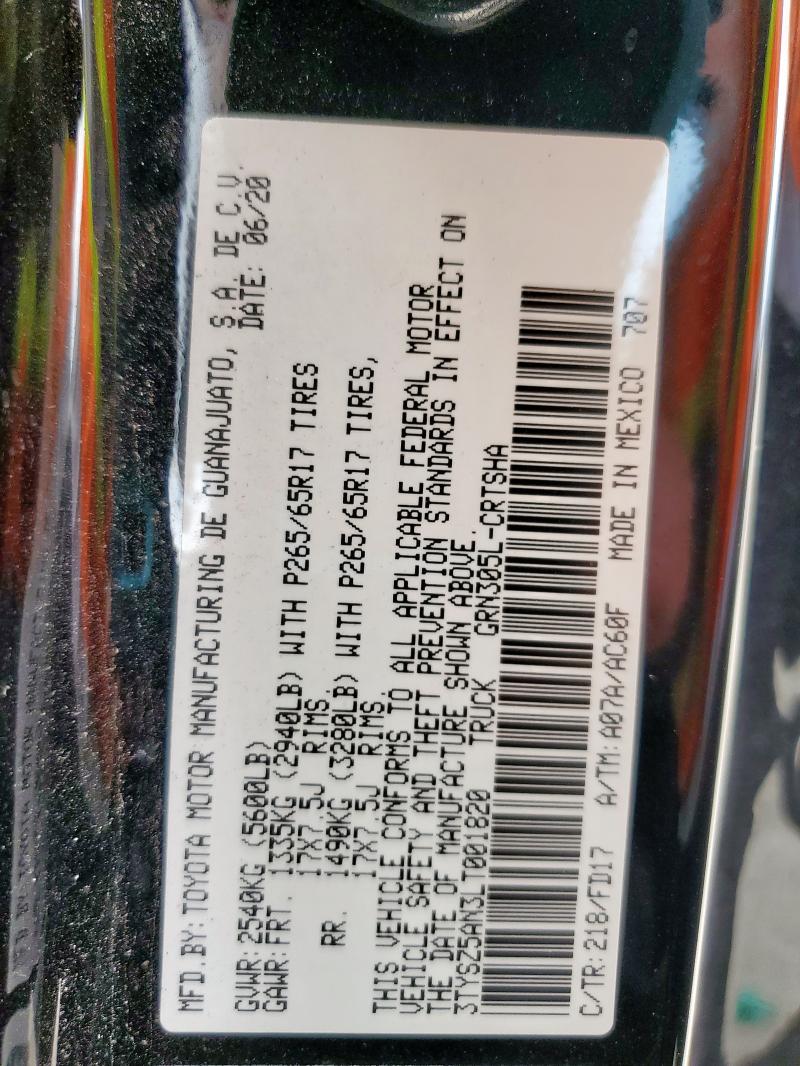 MFD.BY: TOYOTA MOTOR MANUFACTURING DE GUANAJUATO, S.A. DE C.V.
DATE: 06/20
GVWR: 2540KG (5600LB)
GAWR: FRT. 1335KG (2940LB) WITH P265/65R17 TIRES
17X7.5J RIMS
RR. 1490KG (3280LB) WITH P265/65R17 TIRES,
17X7.5J RIMS
THIS VEHICLE CONFORMS TO ALL APPLICABLE FEDERAL MOTOR
VEHICLE SAFETY AND THEFT PREVENTION STANDARDS IN EFFECT ON
THE DATE OF MANUFACTURE SHOWN ABOVE.
3TYSZ5AN3LT001820 TRUCK GRN305L-CRTSHA
C/TR: 218/FD17 A/TM: A07A/AC60F MADE IN MEXICO 707